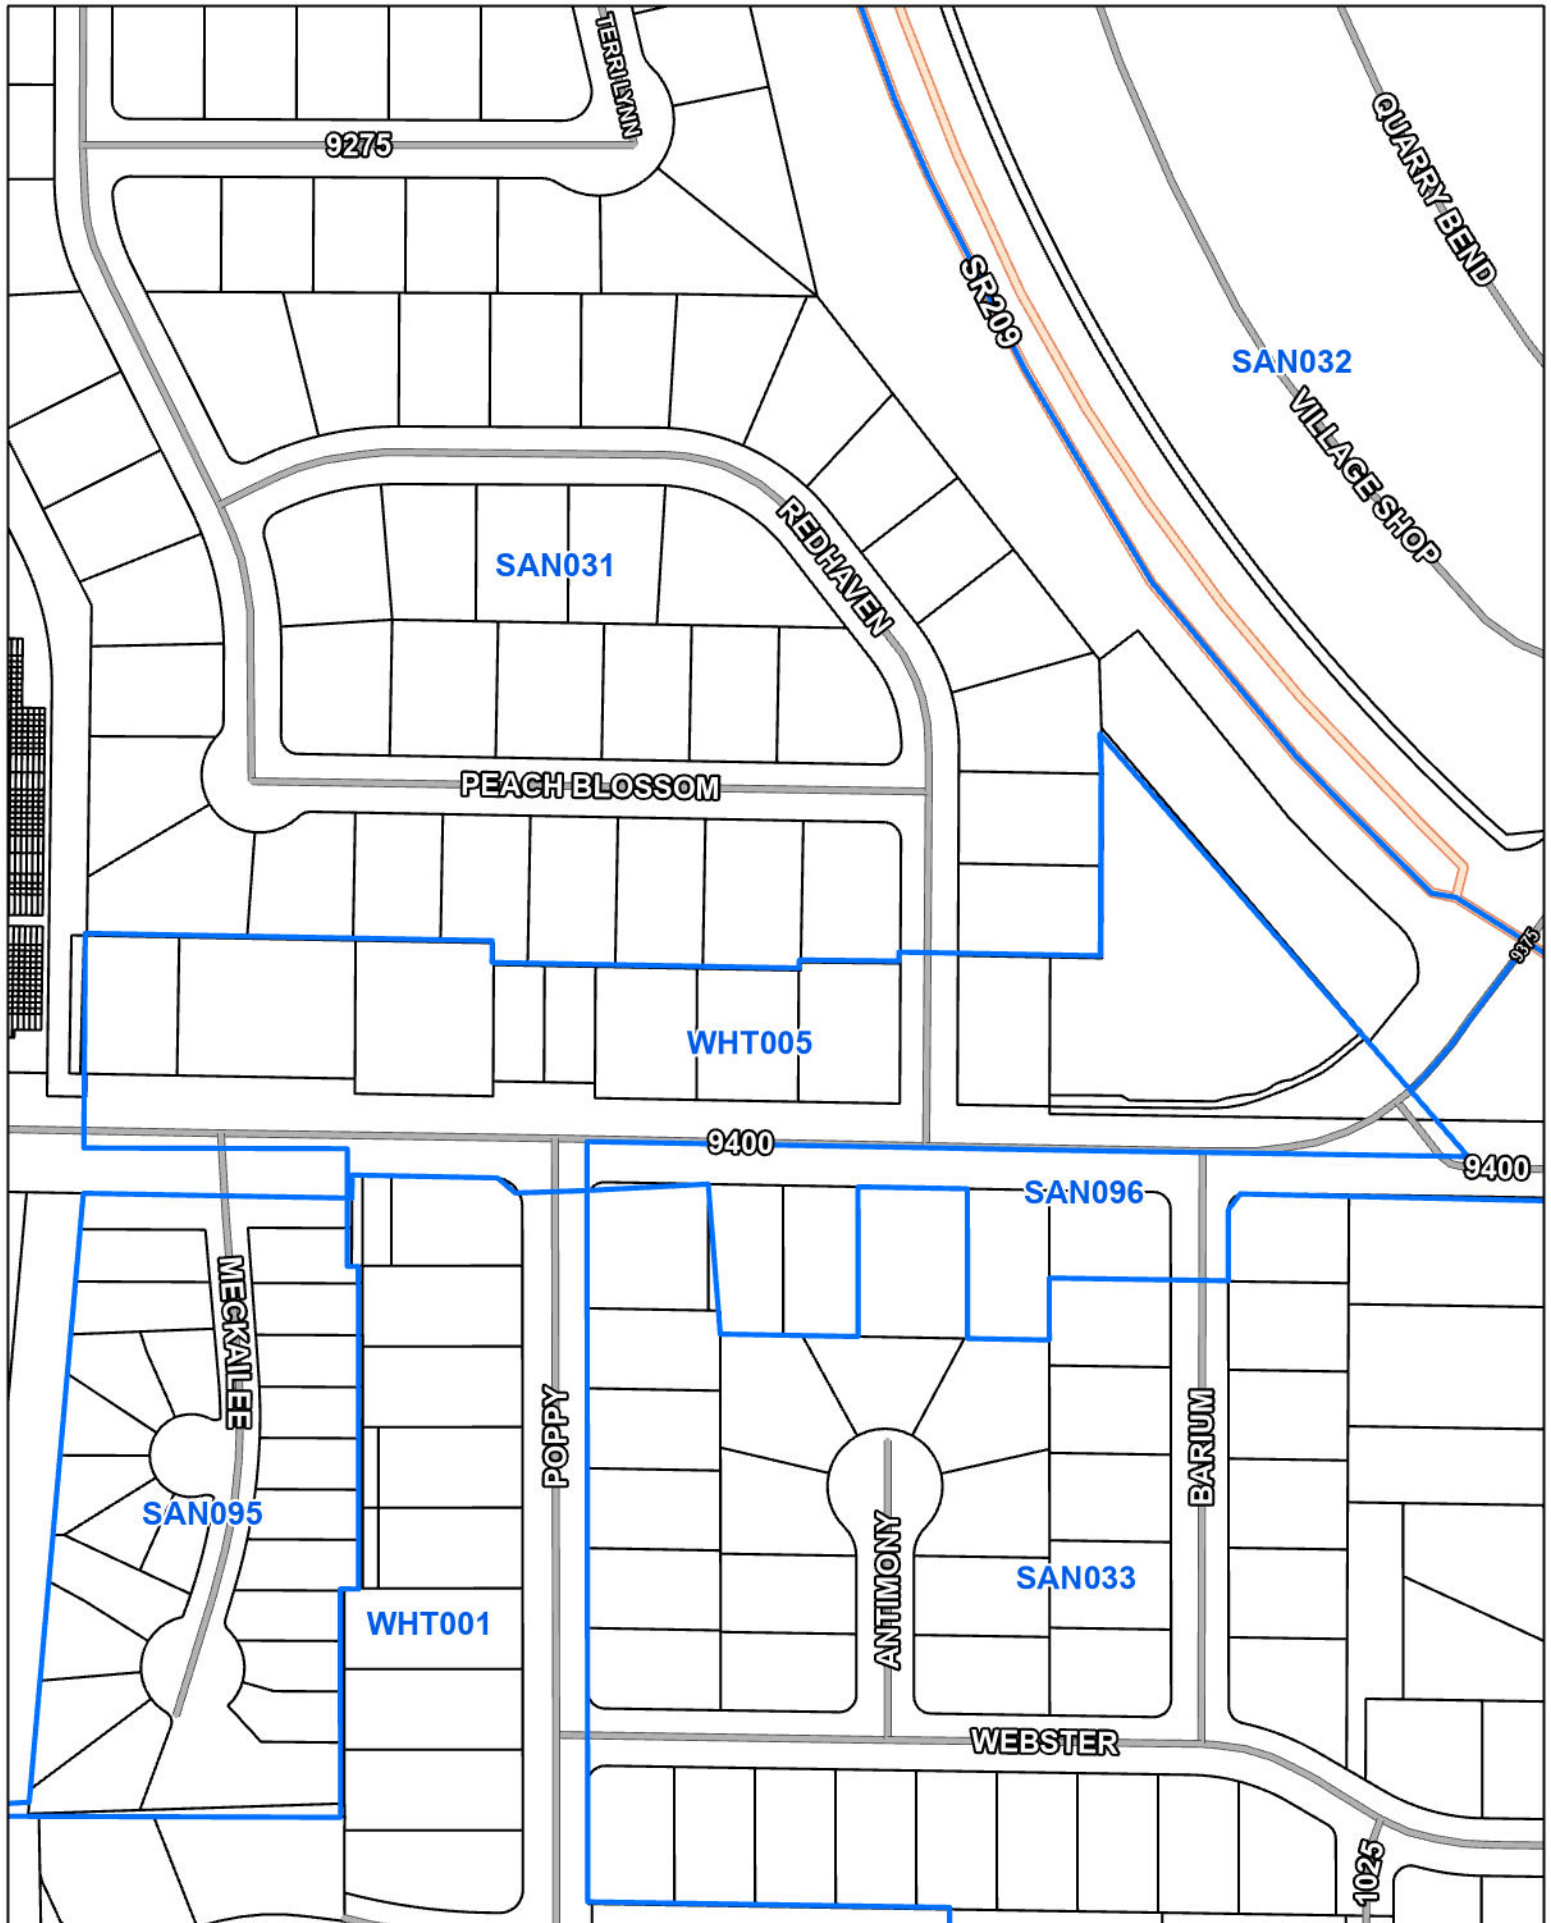 TERRI LYNN
9275
QUARRY BEND
SR209
SAN032
VILLAGE SHOP
REDHAVEN
SAN031
PEACH BLOSSOM
9375
WHT005
9400
9400
SAN096
MECKAILEE
POPPY
BARIUM
SAN095
ANTIMONY
SAN033
WHT001
WEBSTER
1025